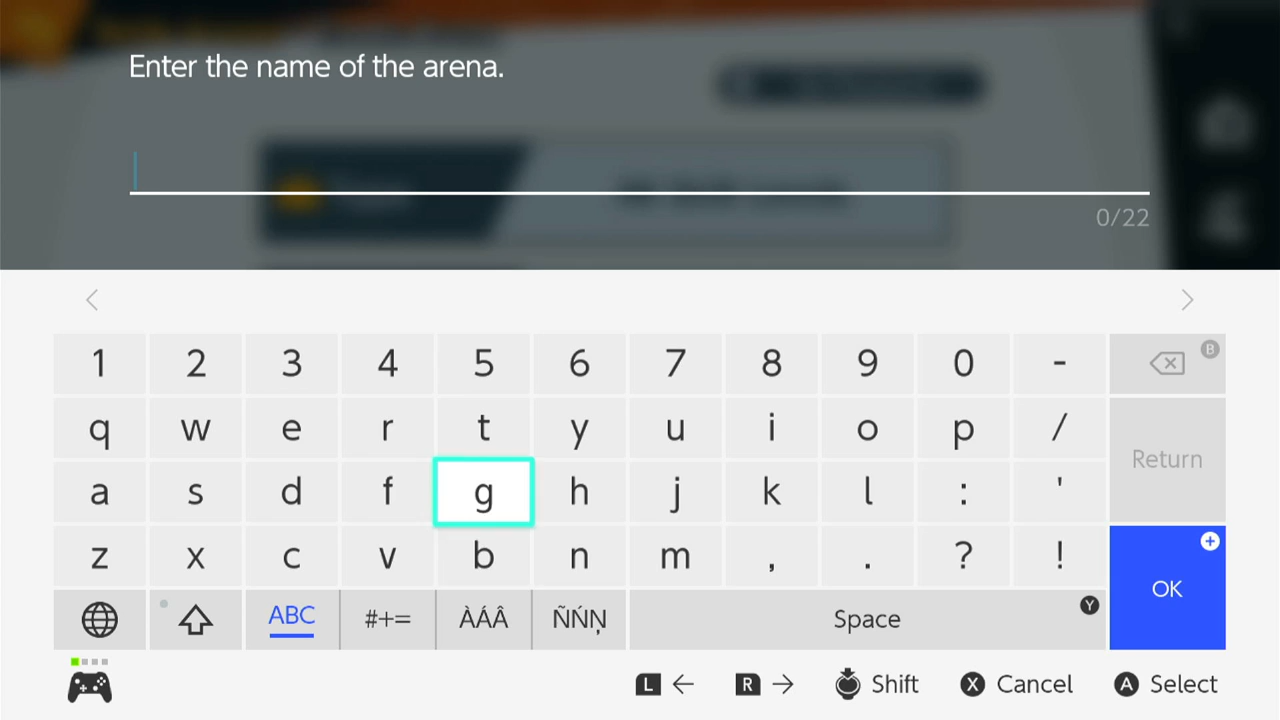 Enter the name of the arena.
0/22
1 2 3 4 5 6 7 8 9 0 - B
q w e r t y u i o p /
Return
a s d f g h j k l : '
z x c v b n m , . ? !
OK
ABC #+= ÀÁÂ ÑŃŅ Space Y
L ← R → Shift X Cancel A Select